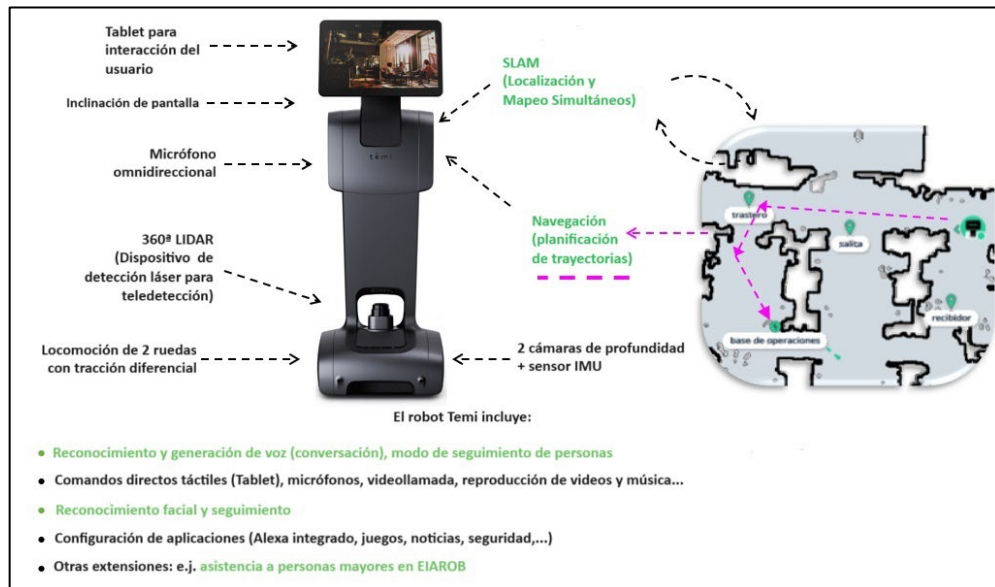 Tablet para
interacción del
usuario
Inclinación de pantalla
Micrófono
omnidireccional
360ª LIDAR
(Dispositivo de
detección láser para
teledetección)
Locomoción de 2 ruedas
con tracción diferencial
temi
SLAM
(Localización y
Mapeo Simultáneos)
Navegación
(planificación
de trayectorias)
2 cámaras de profundidad
+ sensor IMU
trastero
salita
recibidor
base de operaciones
El robot Temi incluye:
• Reconocimiento y generación de voz (conversación), modo de seguimiento de personas
• Comandos directos táctiles (Tablet), micrófonos, videollamada, reproducción de videos y música...
• Reconocimiento facial y seguimiento
• Configuración de aplicaciones (Alexa integrado, juegos, noticias, seguridad,...)
• Otras extensiones: e.j. asistencia a personas mayores en EIAROB